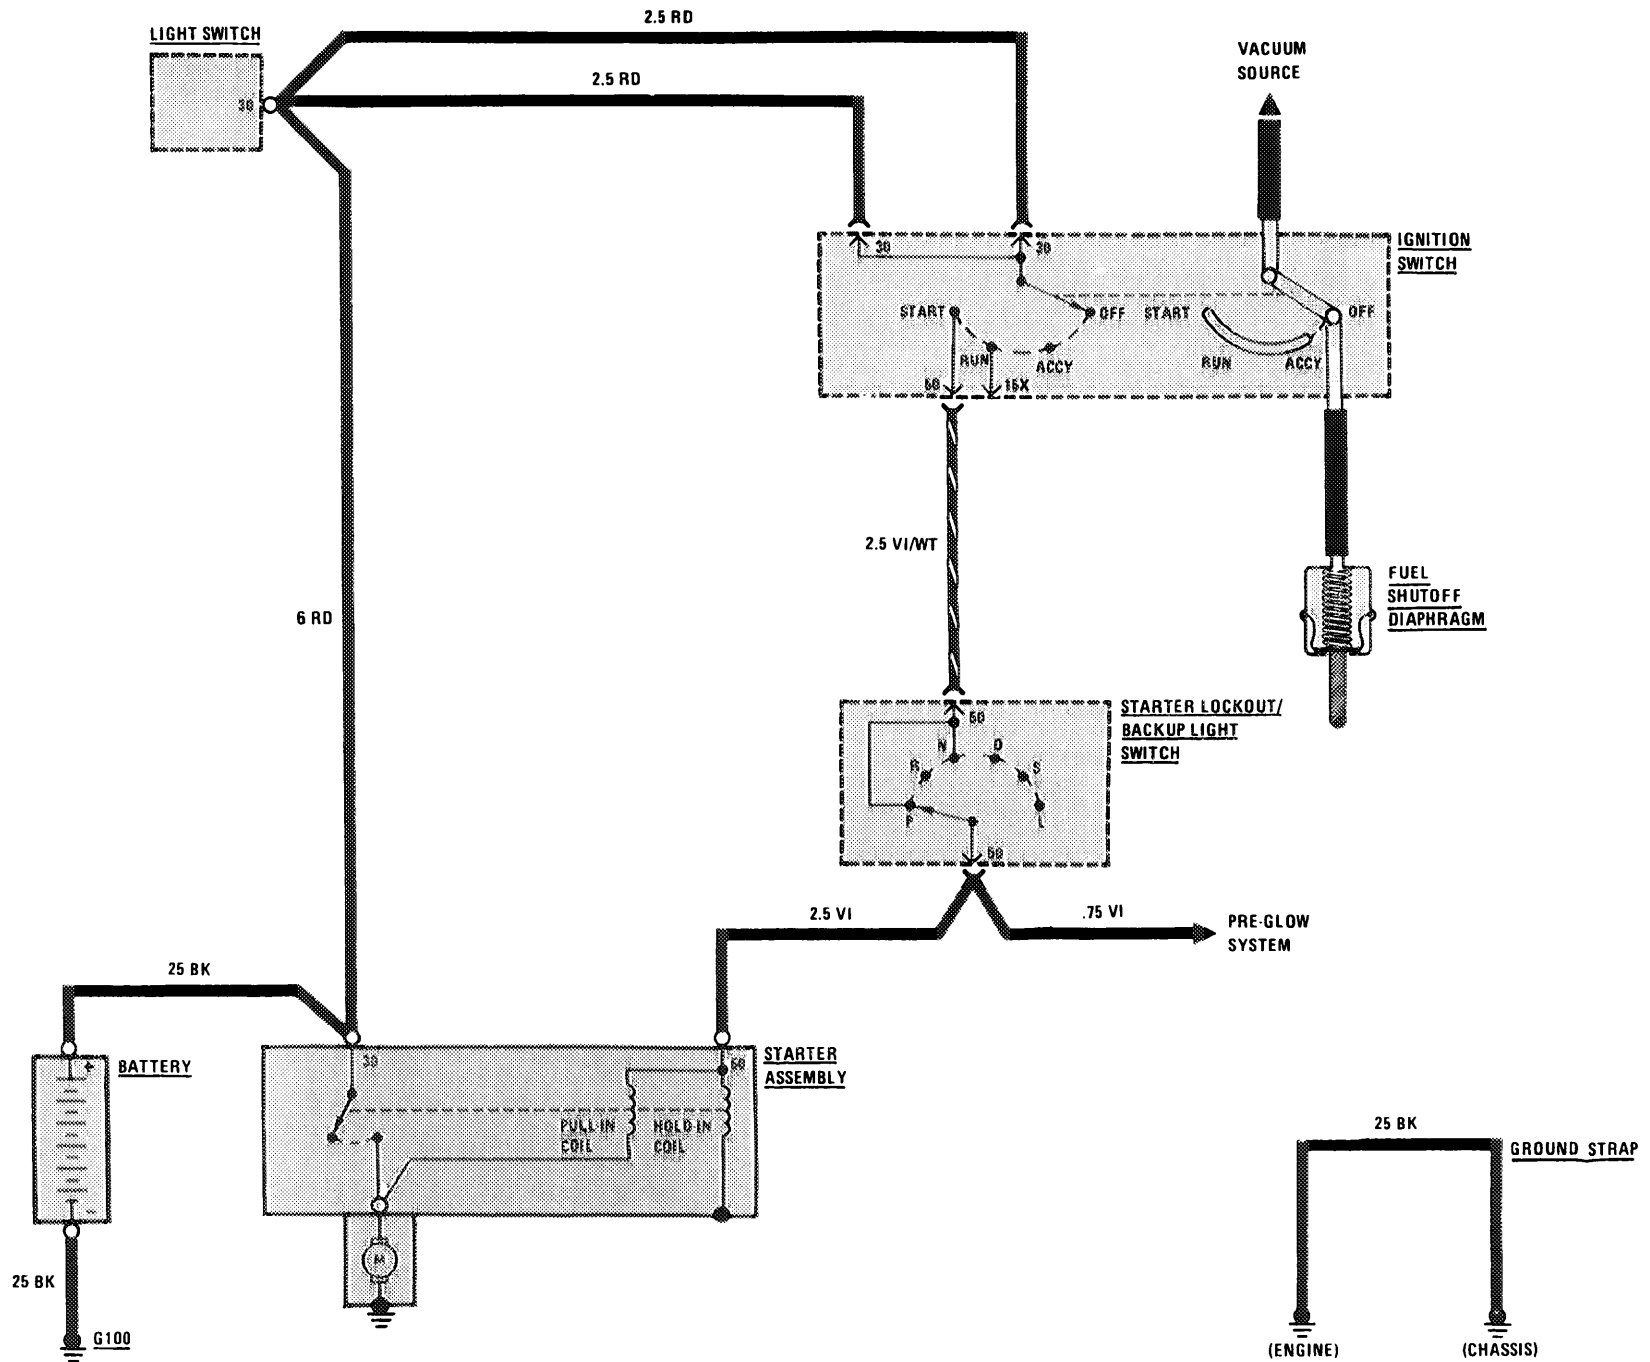 2.5 RD
LIGHT SWITCH
30
2.5 RD
VACUUM
SOURCE
IGNITION
SWITCH
30
30
START
OFF
START
OFF
RUN
ACCY
RUN
ACCY
50
15X
2.5 VI/WT
FUEL
SHUTOFF
DIAPHRAGM
6 RD
STARTER LOCKOUT/
BACKUP LIGHT
SWITCH
50
N
D
R
S
P
L
50
2.5 VI
.75 VI
PRE-GLOW
SYSTEM
25 BK
BATTERY
+
-
30
50
STARTER
ASSEMBLY
PULL-IN
COIL
HOLD-IN
COIL
M
25 BK
G100
25 BK
GROUND STRAP
(ENGINE)
(CHASSIS)